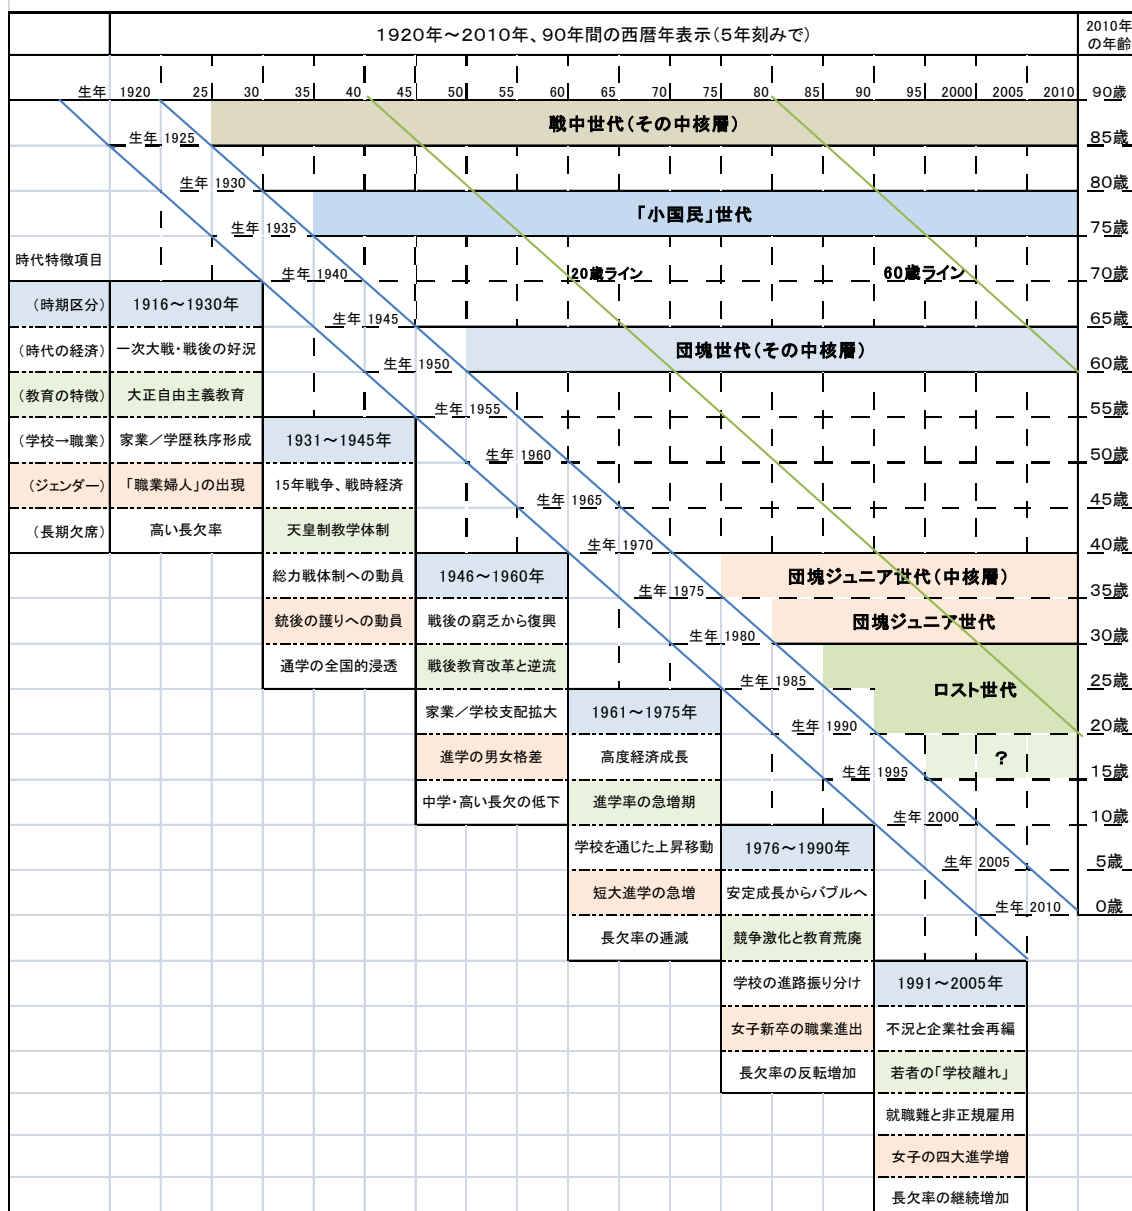 1920年～2010年、90年間の西暦年表示（5年刻みで）
2010年
の年齢
生年 1920 25 30 35 40 45 50 55 60 65 70 75 80 85 90 95 2000 2005 2010 90歳
戦中世代（その中核層）
生年 1925 85歳
生年 1930 80歳
「小国民」世代
生年 1935 75歳
時代特徴項目
生年 1940 20歳ライン 60歳ライン 70歳
（時期区分） 1916～1930年
生年 1945 65歳
（時代の経済） 一次大戦・戦後の好況 団塊世代（その中核層）
生年 1950 60歳
（教育の特徴） 大正自由主義教育
生年 1955 55歳
（学校→職業） 家業／学歴秩序形成 1931～1945年
生年 1960 50歳
（ジェンダー） 「職業婦人」の出現 15年戦争、戦時経済
生年 1965 45歳
（長期欠席） 高い長欠率 天皇制教学体制
生年 1970 40歳
総力戦体制への動員 1946～1960年 団塊ジュニア世代（中核層）
生年 1975 35歳
銃後の護りへの動員 戦後の窮乏から復興 団塊ジュニア世代
生年 1980 30歳
通学の全国的浸透 戦後教育改革と逆流
生年 1985 25歳
ロスト世代
家業／学校支配拡大 1961～1975年
生年 1990 20歳
進学の男女格差 高度経済成長 ？
生年 1995 15歳
中学・高い長欠の低下 進学率の急増期
生年 2000 10歳
学校を通じた上昇移動 1976～1990年
生年 2005 5歳
短大進学の急増 安定成長からバブルへ
生年 2010 0歳
長欠率の逓減 競争激化と教育荒廃
学校の進路振り分け 1991～2005年
女子新卒の職業進出 不況と企業社会再編
長欠率の反転増加 若者の「学校離れ」
就職難と非正規雇用
女子の四大進学増
長欠率の継続増加